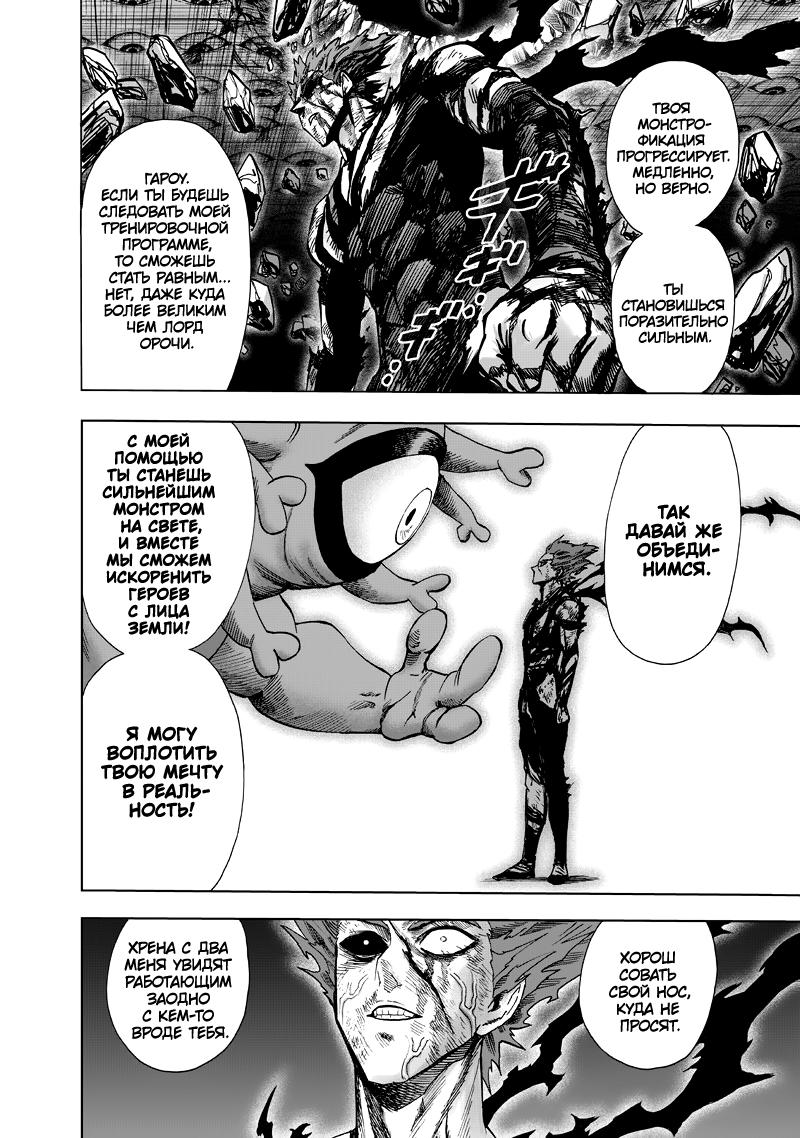 ТВОЯ
МОНСТРО-
ФИКАЦИЯ
ПРОГРЕССИРУЕТ.
МЕДЛЕННО,
НО ВЕРНО.
ТЫ
СТАНОВИШЬСЯ
ПОРАЗИТЕЛЬНО
СИЛЬНЫМ.
ズギギ…
ГАРОУ.
ЕСЛИ ТЫ БУДЕШЬ
СЛЕДОВАТЬ МОЕЙ
ТРЕНИРОВОЧНОЙ
ПРОГРАММЕ,
ТО СМОЖЕШЬ
СТАТЬ РАВНЫМ...
НЕТ, ДАЖЕ КУДА
БОЛЕЕ ВЕЛИКИМ
ЧЕМ ЛОРД
ОРОЧИ.
ТАК
ДАВАЙ ЖЕ
ОБЪЕДИ-
НИМСЯ.
С МОЕЙ
ПОМОЩЬЮ
ТЫ СТАНЕШЬ
СИЛЬНЕЙШИМ
МОНСТРОМ
НА СВЕТЕ,
И ВМЕСТЕ
МЫ СМОЖЕМ
ИСКОРЕНИТЬ
ГЕРОЕВ
С ЛИЦА
ЗЕМЛИ!
Я МОГУ
ВОПЛОТИТЬ
ТВОЮ МЕЧТУ
В РЕАЛЬ-
НОСТЬ!
ХОРОШ
СОВАТЬ
СВОЙ НОС,
КУДА НЕ
ПРОСЯТ.
ХРЕНА С ДВА
МЕНЯ УВИДЯТ
РАБОТАЮЩИМ
ЗАОДНО
С КЕМ-ТО
ВРОДЕ ТЕБЯ.